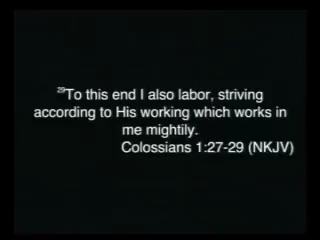 29To this end I also labor, striving
according to His working which works in
me mightily.
Colossians 1:27-29 (NKJV)